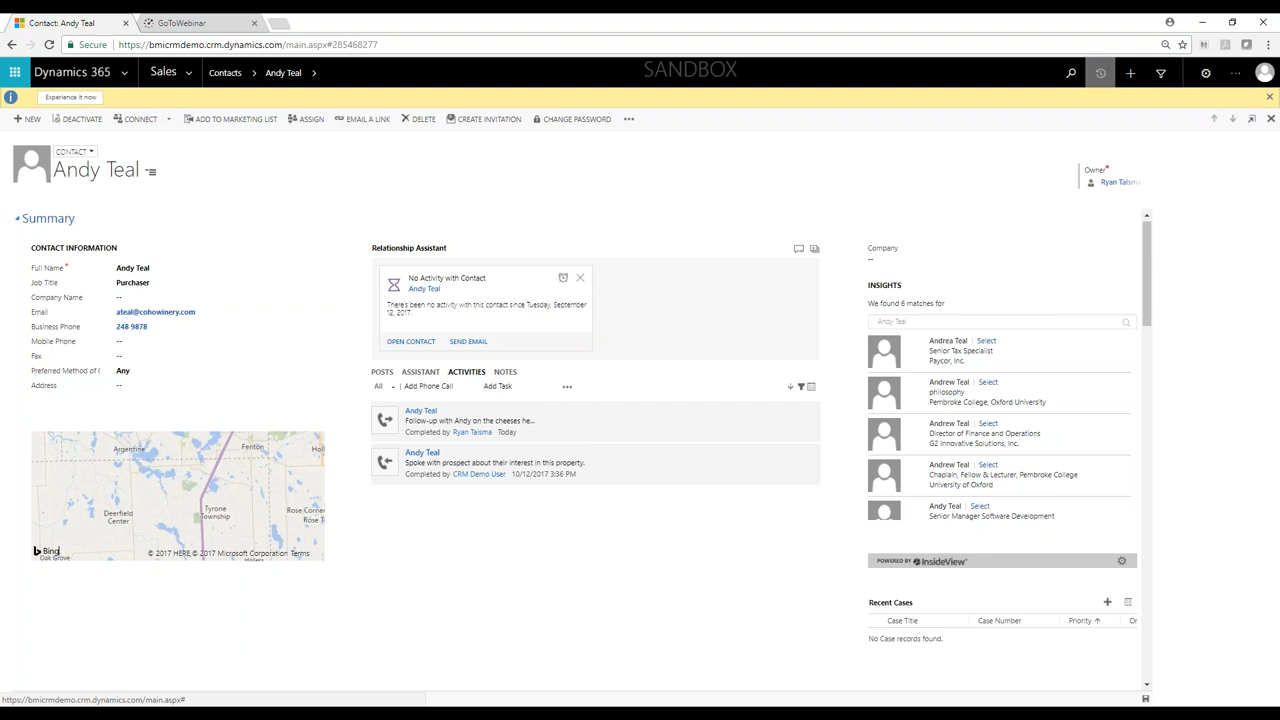 Contact: Andy Teal
GoToWebinar
Secure
https://bmicrmdemo.crm.dynamics.com/main.aspx#285468277
Dynamics 365
Sales
Contacts
Andy Teal
SANDBOX
Experience it now
NEW
DEACTIVATE
CONNECT
ADD TO MARKETING LIST
ASSIGN
EMAIL A LINK
DELETE
CREATE INVITATION
CHANGE PASSWORD
CONTACT
Andy Teal
Owner*
Ryan Talsma
Summary
CONTACT INFORMATION
Full Name* Andy Teal
Job Title Purchaser
Company Name --
Email ateal@cohowinery.com
Business Phone 248 9878
Mobile Phone --
Fax --
Preferred Method of C Any
Address --
Argentine
Fenton
Deerfield Center
Tyrone Township
Rose Corner
Bing
Oak Grove
© 2017 HERE, © 2017 Microsoft Corporation Terms
Relationship Assistant
No Activity with Contact
Andy Teal
There's been no activity with this contact since Tuesday, September
12, 2017.
OPEN CONTACT SEND EMAIL
POSTS ASSISTANT ACTIVITIES NOTES
All | Add Phone Call Add Task
Andy Teal
Follow-up with Andy on the cheeses he...
Completed by Ryan Talsma Today
Andy Teal
Spoke with prospect about their interest in this property.
Completed by CRM Demo User 10/12/2017 3:36 PM
Company
--
INSIGHTS
We found 6 matches for
Andy Teal
Andrea Teal | Select
Senior Tax Specialist
Paycor, Inc.
Andrew Teal | Select
philosophy
Pembroke College, Oxford University
Andrew Teal | Select
Director of Finance and Operations
G2 Innovative Solutions, Inc.
Andrew Teal | Select
Chaplain, Fellow & Lecturer, Pembroke College
University of Oxford
Andy Teal | Select
Senior Manager Software Development
POWERED BY InsideView
Recent Cases
Case Title Case Number Priority Or
No Case records found.
https://bmicrmdemo.crm.dynamics.com/main.aspx#